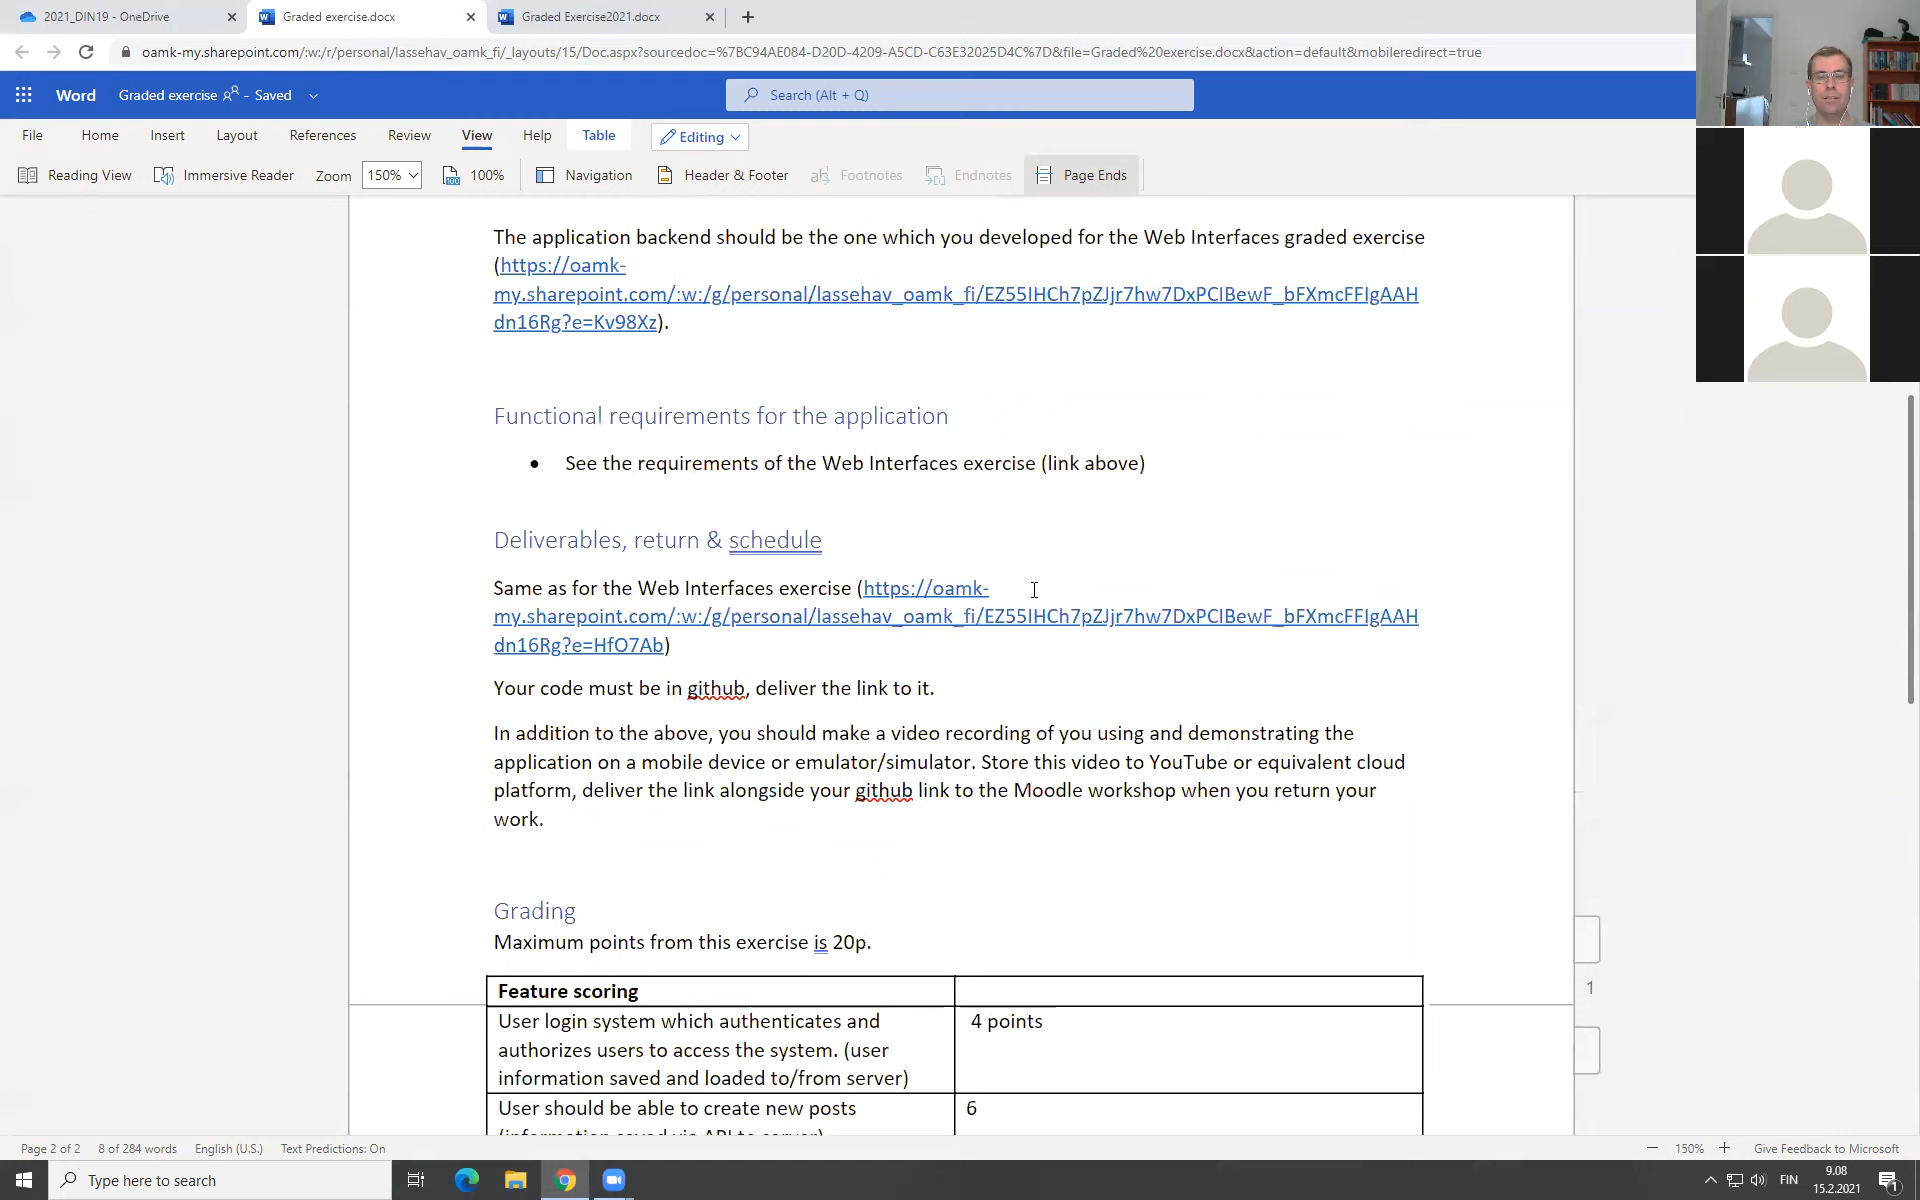 2021_DIN19 - OneDrive
Graded exercise.docx
Graded Exercise2021.docx
oamk-my.sharepoint.com/:w:/r/personal/lassehav_oamk_fi/_layouts/15/Doc.aspx?sourcedoc=%7BC94AE084-D20D-4209-A5CD-C63E32025D4C%7D&file=Graded%20exercise.docx&action=default&mobileredirect=true
Word Graded exercise - Saved
Search (Alt + Q)
File Home Insert Layout References Review View Help Table Editing
Reading View Immersive Reader Zoom 150% 100% Navigation Header & Footer Footnotes Endnotes Page Ends
The application backend should be the one which you developed for the Web Interfaces graded exercise
(https://oamk-
my.sharepoint.com/:w:/g/personal/lassehav_oamk_fi/EZ55IHCh7pZJjr7hw7DxPCIBewF_bFXmcFFIgAAH
dn16Rg?e=Kv98Xz).
Functional requirements for the application
• See the requirements of the Web Interfaces exercise (link above)
Deliverables, return & schedule
Same as for the Web Interfaces exercise (https://oamk-
my.sharepoint.com/:w:/g/personal/lassehav_oamk_fi/EZ55IHCh7pZJjr7hw7DxPCIBewF_bFXmcFFIgAAH
dn16Rg?e=HfO7Ab)
Your code must be in github, deliver the link to it.
In addition to the above, you should make a video recording of you using and demonstrating the
application on a mobile device or emulator/simulator. Store this video to YouTube or equivalent cloud
platform, deliver the link alongside your github link to the Moodle workshop when you return your
work.
Grading
Maximum points from this exercise is 20p.
Feature scoring
1
User login system which authenticates and
authorizes users to access the system. (user
information saved and loaded to/from server)
4 points
User should be able to create new posts
6
(information saved via API to server)
Page 2 of 2 8 of 284 words English (U.S.) Text Predictions: On
150% Give Feedback to Microsoft
Type here to search
FIN
9.08
15.2.2021
1